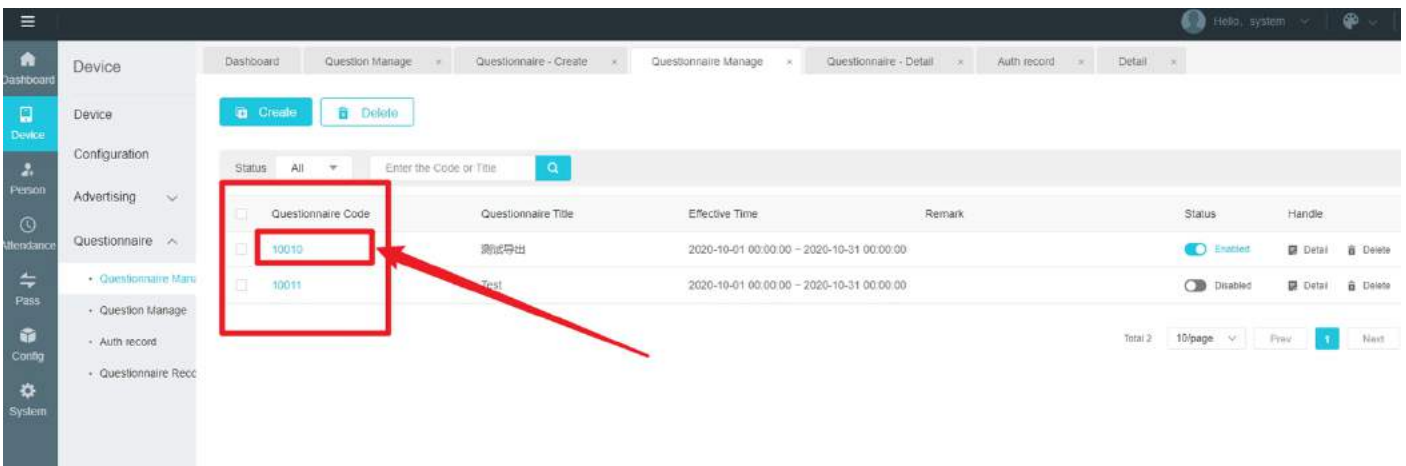 Hello, system
Dashboard
Device
Person
Attendance
Pass
Config
System
Device
Device
Configuration
Advertising
Questionnaire
Questionnaire Mana
Question Manage
Auth record
Questionnaire Reco
Dashboard Question Manage × Questionnaire - Create × Questionnaire Manage × Questionnaire - Detail × Auth record × Detail ×
Create Delete
Status All Enter the Code or Title
Questionnaire Code Questionnaire Title Effective Time Remark Status Handle
10010 测试导出 2020-10-01 00:00:00 ~ 2020-10-31 00:00:00 Enabled Detail Delete
10011 Test 2020-10-01 00:00:00 ~ 2020-10-31 00:00:00 Disabled Detail Delete
Total 2 10/page Prev 1 Next